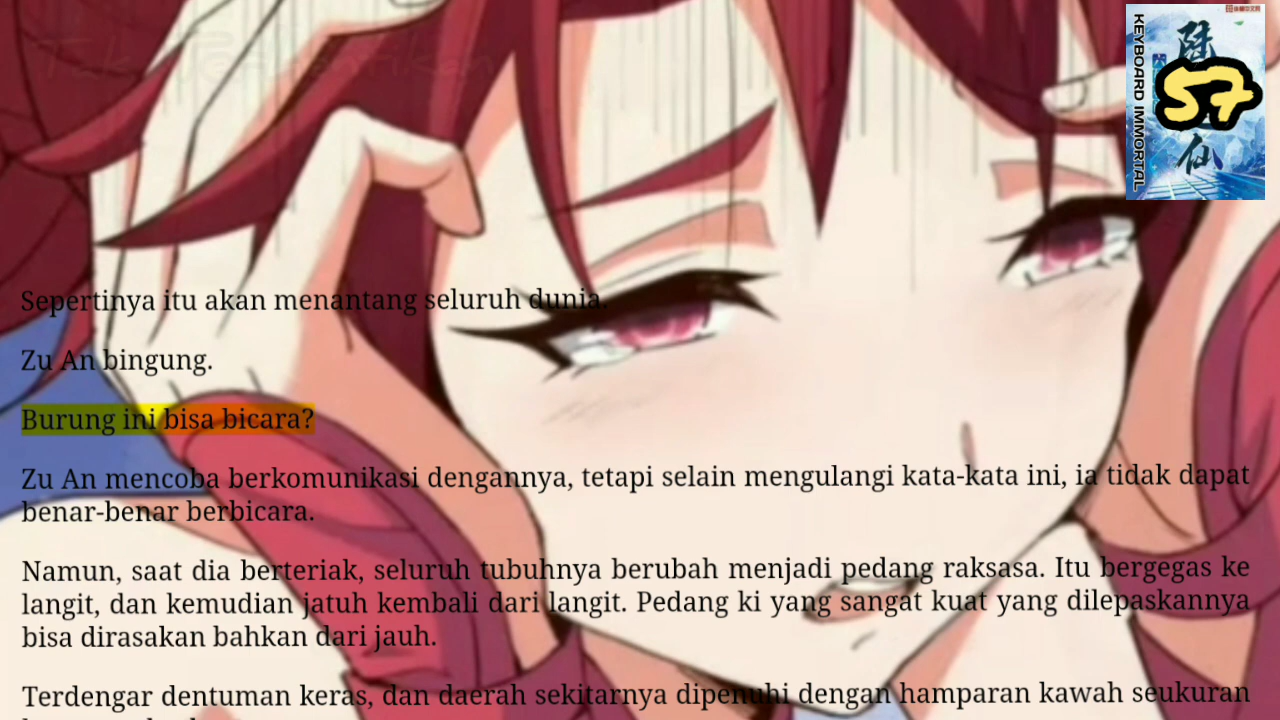 KEYBOARD IMMORTAL
57
仙
Sepertinya itu akan menantang seluruh dunia.
Zu An bingung.
Burung ini bisa bicara?
Zu An mencoba berkomunikasi dengannya, tetapi selain mengulangi kata-kata ini, ia tidak dapat
benar-benar berbicara.
Namun, saat dia berteriak, seluruh tubuhnya berubah menjadi pedang raksasa. Itu bergegas ke
langit, dan kemudian jatuh kembali dari langit. Pedang ki yang sangat kuat yang dilepaskannya
bisa dirasakan bahkan dari jauh.
Terdengar dentuman keras, dan daerah sekitarnya dipenuhi dengan hamparan kawah seukuran